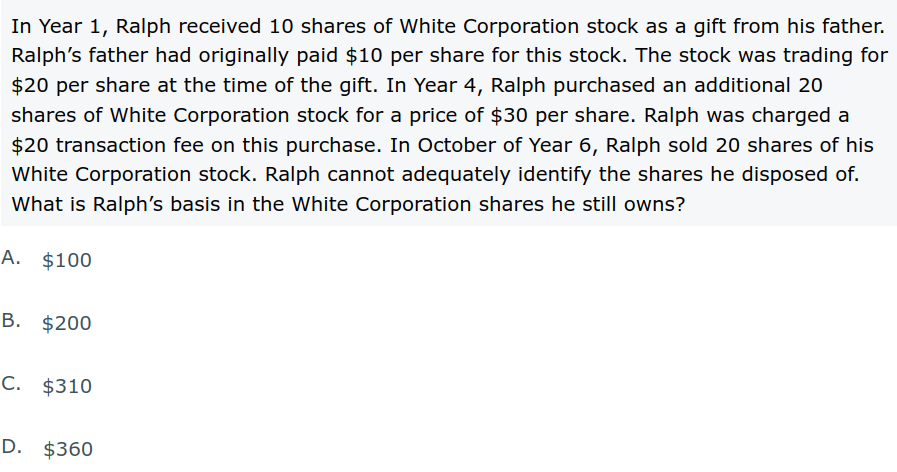 In Year 1, Ralph received 10 shares of White Corporation stock as a gift from his father.
Ralph’s father had originally paid $10 per share for this stock. The stock was trading for
$20 per share at the time of the gift. In Year 4, Ralph purchased an additional 20
shares of White Corporation stock for a price of $30 per share. Ralph was charged a
$20 transaction fee on this purchase. In October of Year 6, Ralph sold 20 shares of his
White Corporation stock. Ralph cannot adequately identify the shares he disposed of.
What is Ralph’s basis in the White Corporation shares he still owns?
A. $100
B. $200
C. $310
D. $360